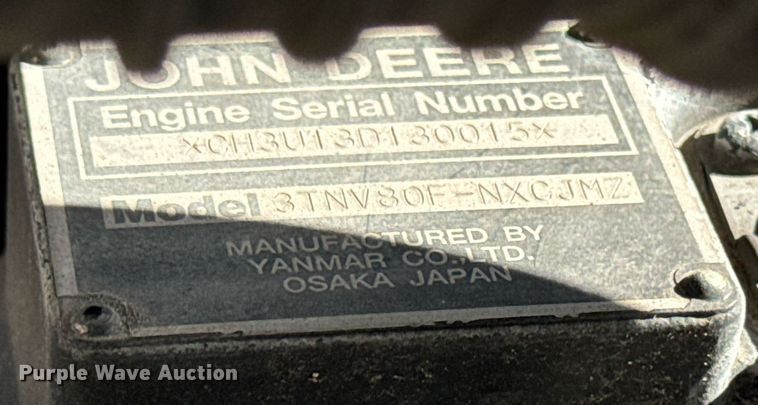 JOHN DEERE
Engine Serial Number
*CH3U13D130015*
Model 3TNV80F-NXCJMZ
MANUFACTURED BY
YANMAR CO.,LTD.
OSAKA JAPAN
Purple Wave Auction